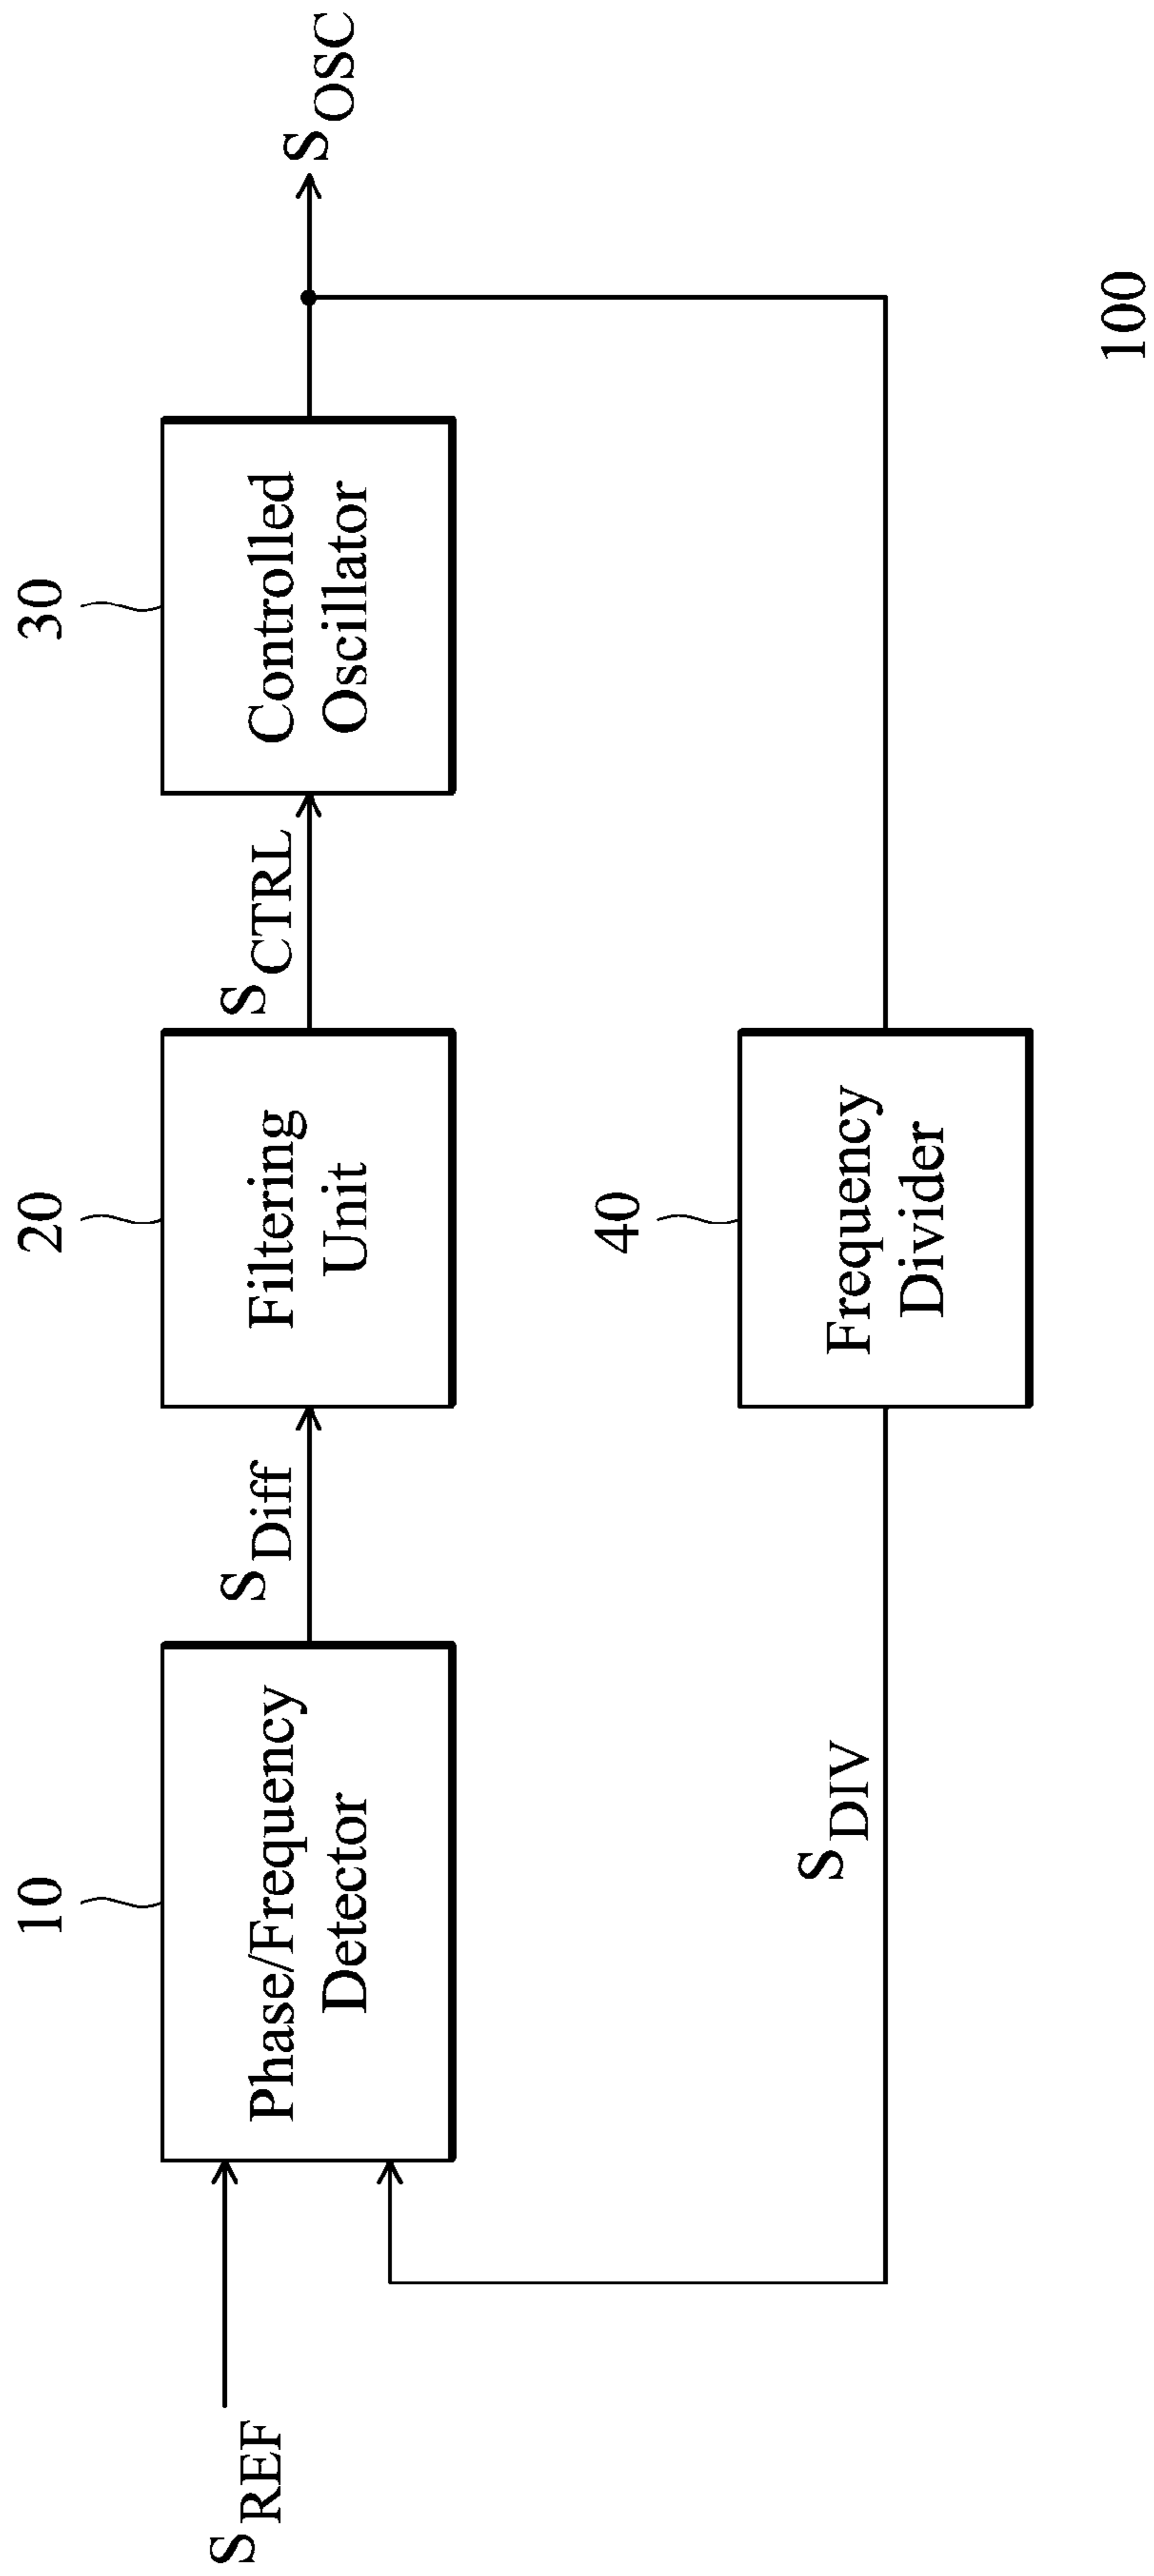 10
20
30
S_REF
Phase/Frequency
Detector
S_Diff
Filtering
Unit
S_CTRL
Controlled
Oscillator
S_OSC
40
S_DIV
Frequency
Divider
100